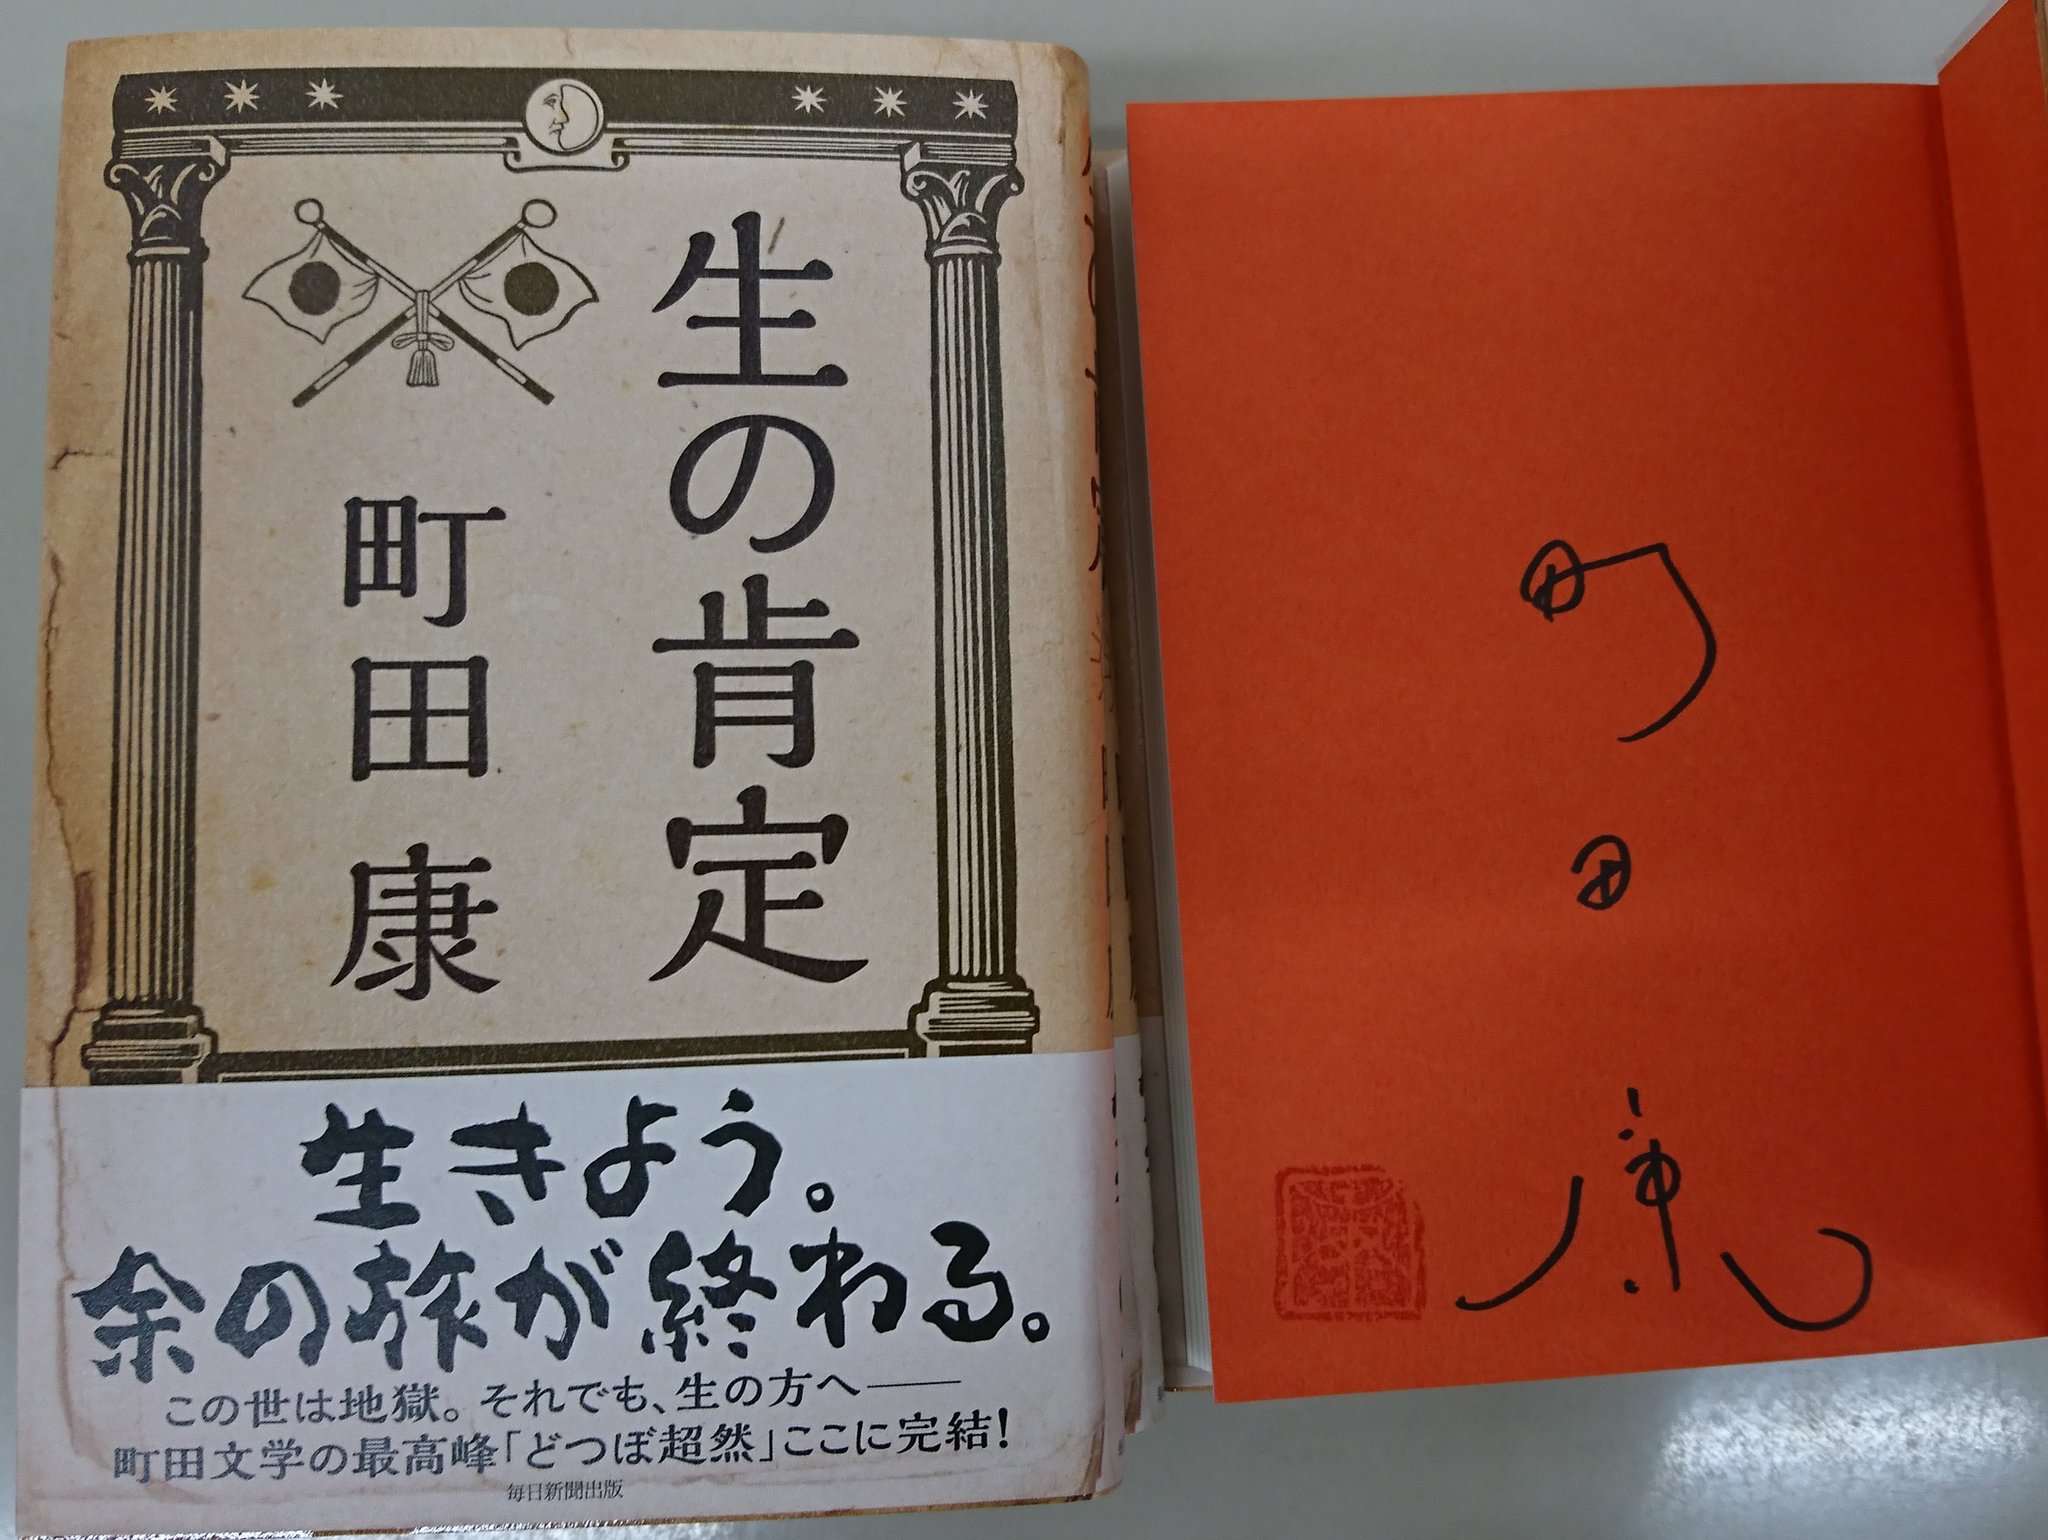 生の肯定
町田 康
生きよう。
余の旅が終わる。
この世は地獄。それでも、生の方へ――
町田文学の最高峰「どつぼ超然」ここに完結!
毎日新聞出版
町田康